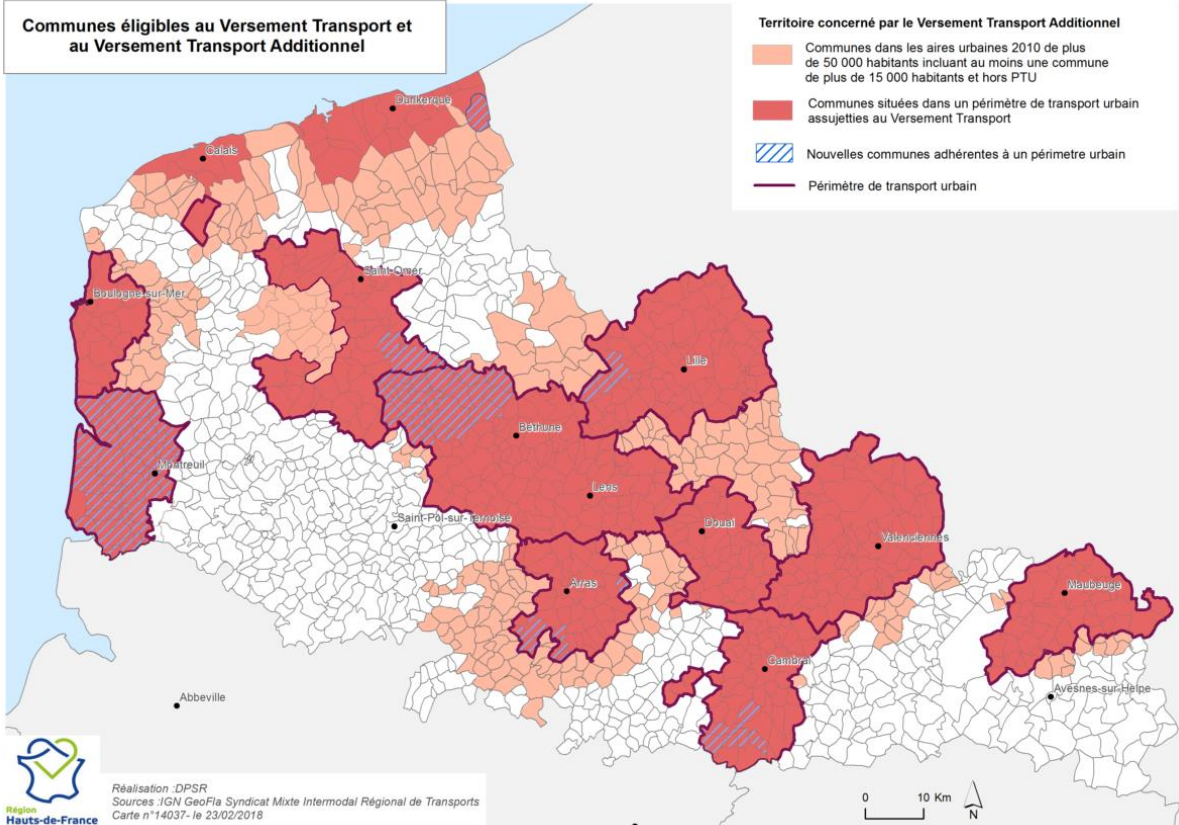 Communes éligibles au Versement Transport et
au Versement Transport Additionnel
Territoire concerné par le Versement Transport Additionnel
Communes dans les aires urbaines 2010 de plus
de 50 000 habitants incluant au moins une commune
de plus de 15 000 habitants et hors PTU
Communes situées dans un périmètre de transport urbain
assujetties au Versement Transport
Nouvelles communes adhérentes à un périmetre urbain
Périmètre de transport urbain
Dunkerque
Calais
Saint-Omer
Boulogne-sur-Mer
Lille
Béthune
Montreuil
Lens
Saint-Pol-sur-Ternoise
Douai
Valenciennes
Arras
Maubeuge
Cambrai
Avesnes-sur-Helpe
Abbeville
Région
Hauts-de-France
Réalisation :DPSR
Sources :IGN GeoFla Syndicat Mixte Intermodal Régional de Transports
Carte n°14037- le 23/02/2018
0 10 Km
N